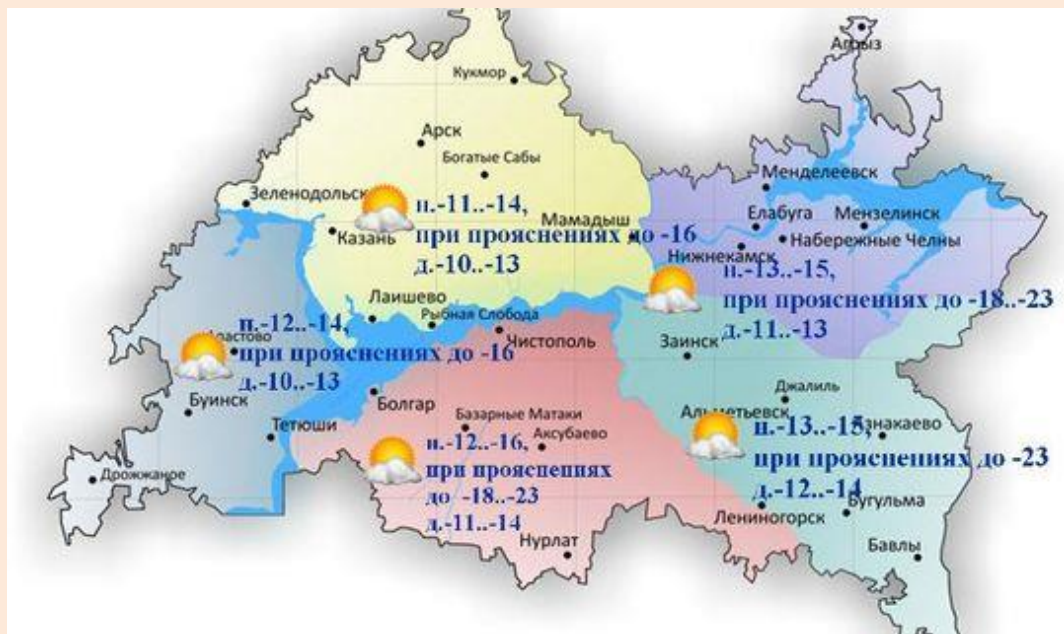 Агрыз
Кукмор
Арск
Богатые Сабы
Менделеевск
Зеленодольск
н.-11..-14,
при прояснениях до -16
д.-10..-13
Казань
Мамадыш
Елабуга
Мензелинск
Набережные Челны
Нижнекамск
н.-13..-15,
при прояснениях до -18..-23
д.-11..-13
Лаишево
Рыбная Слобода
Чистополь
Заинск
н.-12..-14,
при прояснениях до -16
д.-10..-13
Буинск
Болгар
Базарные Матаки
Аксубаево
Джалиль
Альметьевск
н.-13..-15,
при прояснениях до -23
д.-12..-14
Тетюши
н.-12..-16,
при прояснениях
до -18..-23
д.-11..-14
Дрожжаное
Бугульма
Лениногорск
Нурлат
Бавлы